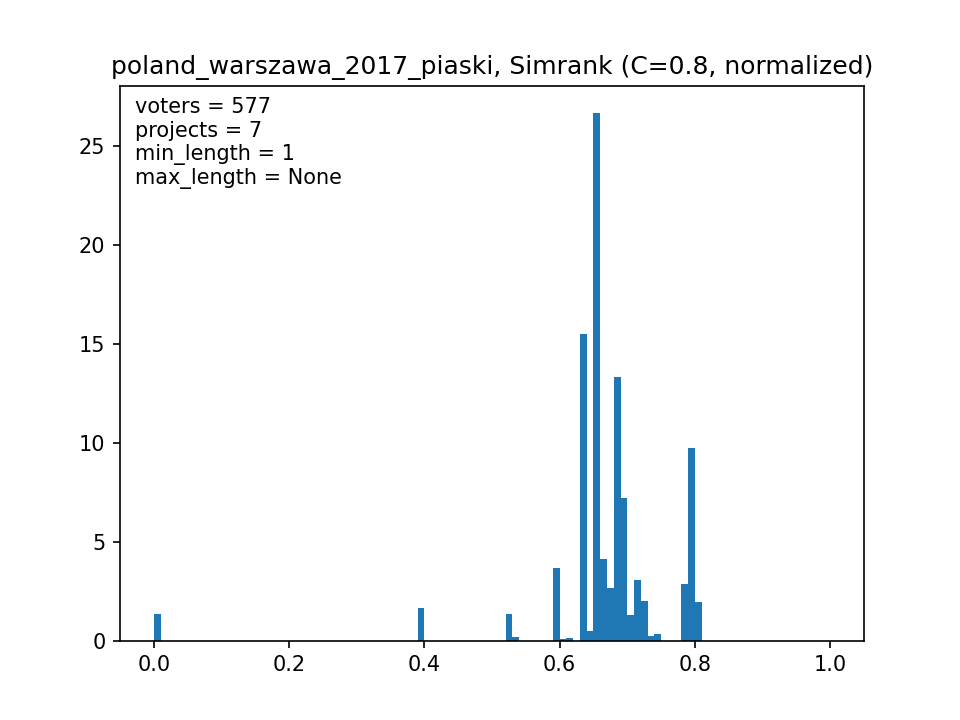 poland_warszawa_2017_piaski, Simrank (C=0.8, normalized)
voters = 577
projects = 7
min_length = 1
max_length = None
25
20
15
10
5
0
0.0 0.2 0.4 0.6 0.8 1.0